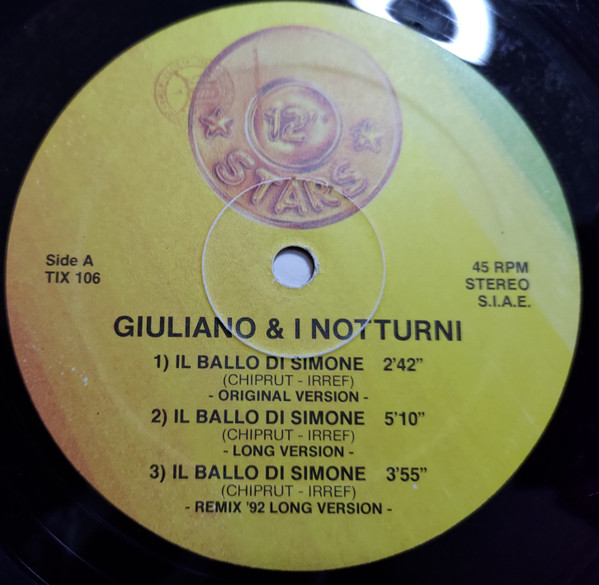 12"
STARS
Side A
TIX 106
45 RPM
STEREO
S.I.A.E.
GIULIANO & I NOTTURNI
1) IL BALLO DI SIMONE 2'42"
(CHIPRUT - IRREF)
- ORIGINAL VERSION -
2) IL BALLO DI SIMONE 5'10"
(CHIPRUT - IRREF)
- LONG VERSION -
3) IL BALLO DI SIMONE 3'55"
(CHIPRUT - IRREF)
- REMIX '92 LONG VERSION -